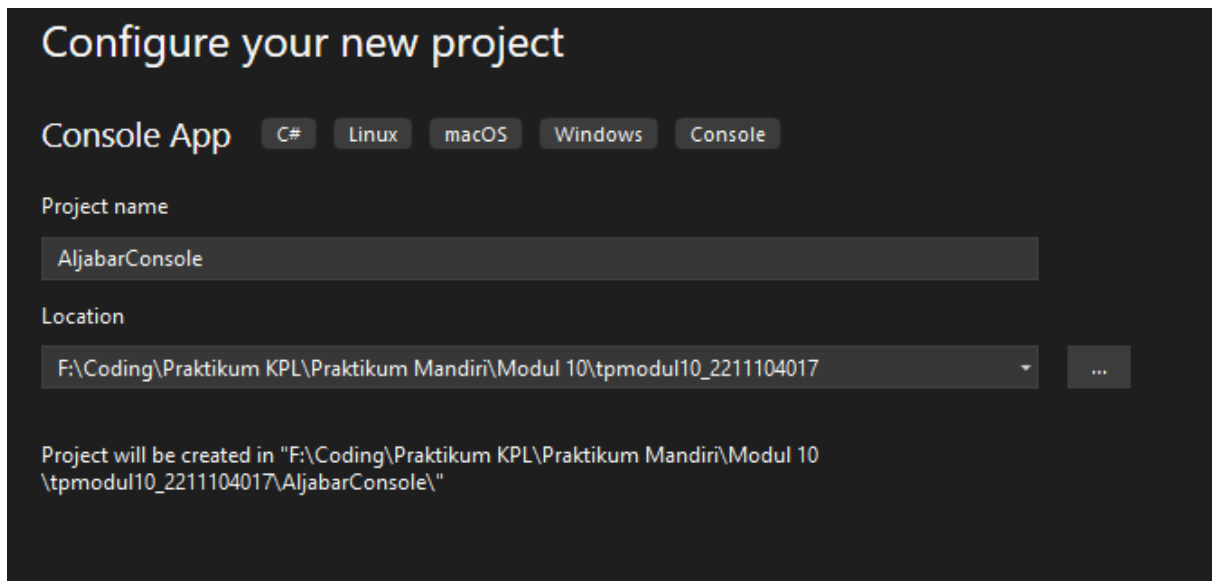 Configure your new project
Console App C# Linux macOS Windows Console
Project name
AljabarConsole
Location
F:\Coding\Praktikum KPL\Praktikum Mandiri\Modul 10\tpmodul10_2211104017 ...
Project will be created in "F:\Coding\Praktikum KPL\Praktikum Mandiri\Modul 10
\tpmodul10_2211104017\AljabarConsole\"